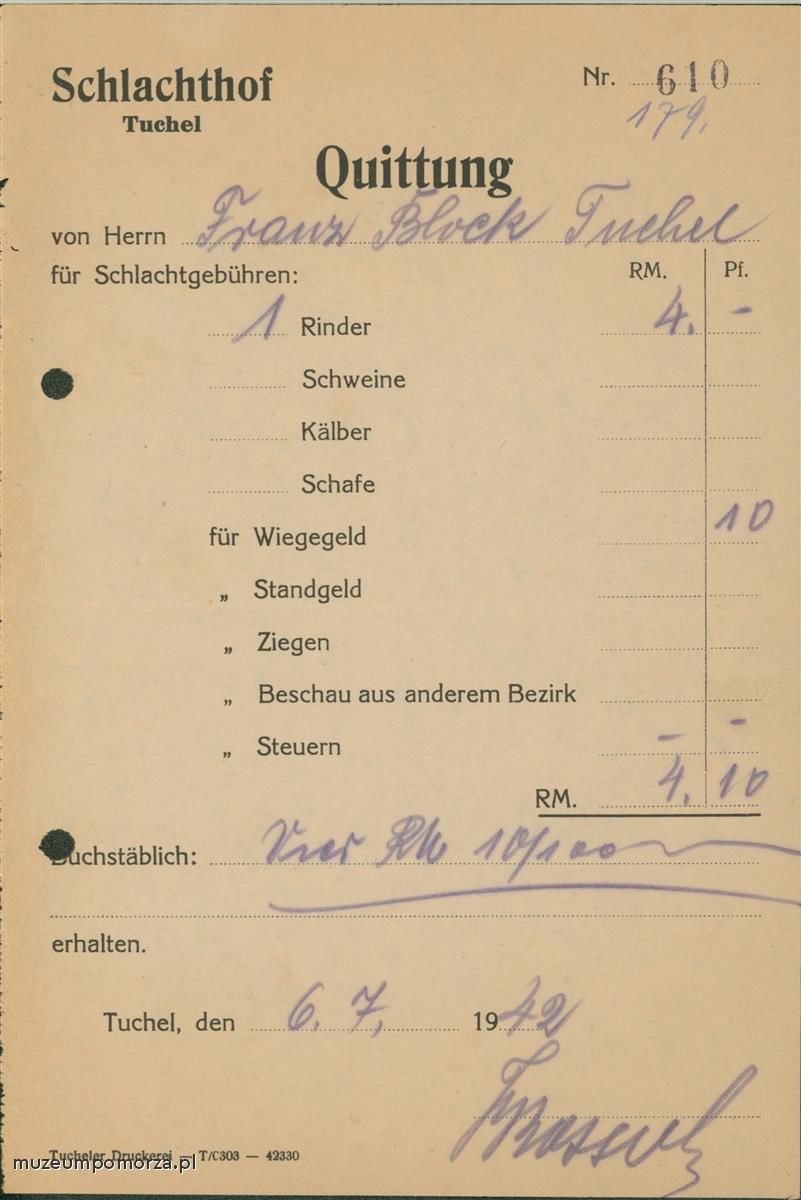 Schlachthof
Tuchel
Nr. 610
179.
Quittung
von Herrn Franz Block Tuchel
für Schlachtgebühren: RM. Pf.
1 Rinder 4. -
Schweine
Kälber
Schafe
für Wiegegeld 10
„ Standgeld
„ Ziegen
„ Beschau aus anderem Bezirk
„ Steuern - -
RM. 4. 10
Buchstäblich: Vier RM 10/100
erhalten.
Tuchel, den 6. 7. 1942
Tucheler Druckerei — T/C303 — 42330
muzeumpomorza.pl